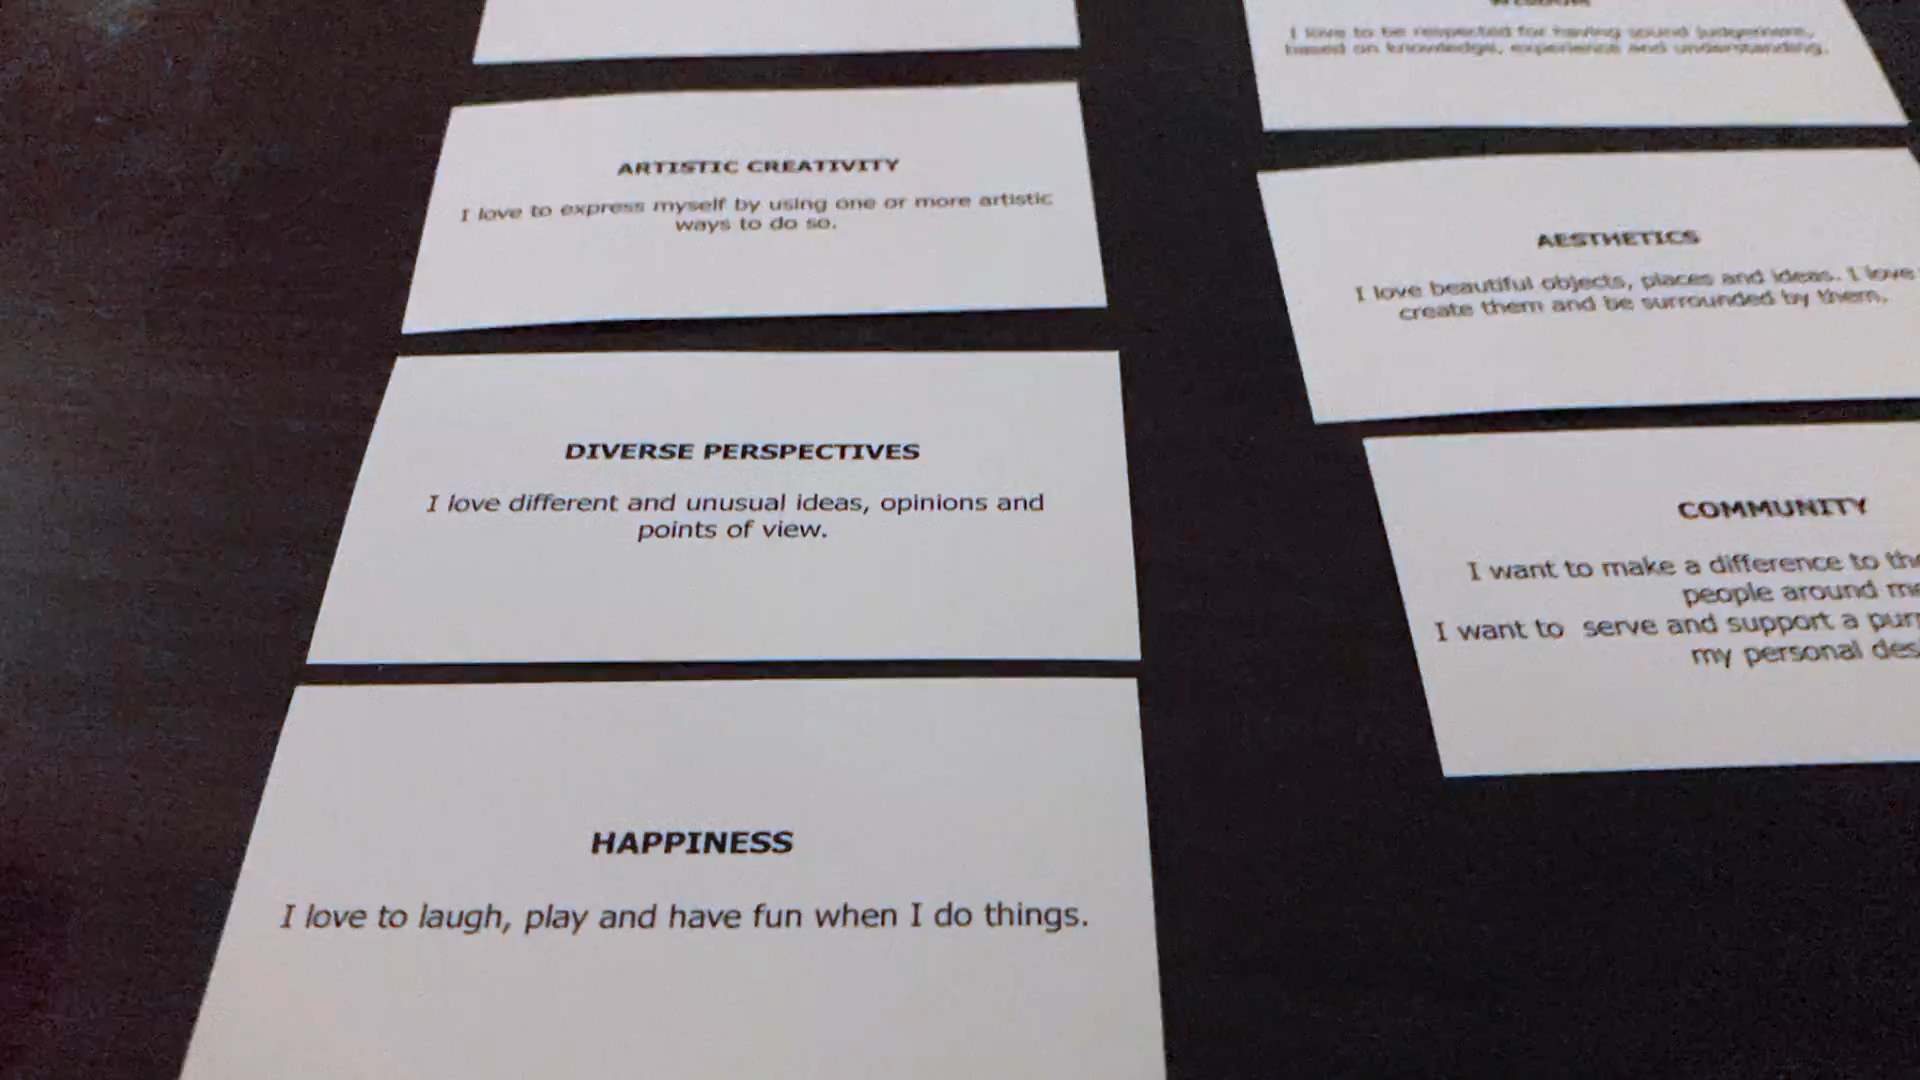 ARTISTIC CREATIVITY
I love to express myself by using one or more artistic
ways to do so.
DIVERSE PERSPECTIVES
I love different and unusual ideas, opinions and
points of view.
HAPPINESS
I love to laugh, play and have fun when I do things.
I love to be respected for having sound judgement,
based on knowledge, experience and understanding.
AESTHETICS
I love beautiful objects, places and ideas. I love
create them and be surrounded by them.
COMMUNITY
I want to make a difference to
people around
I want to serve and support a
my personal